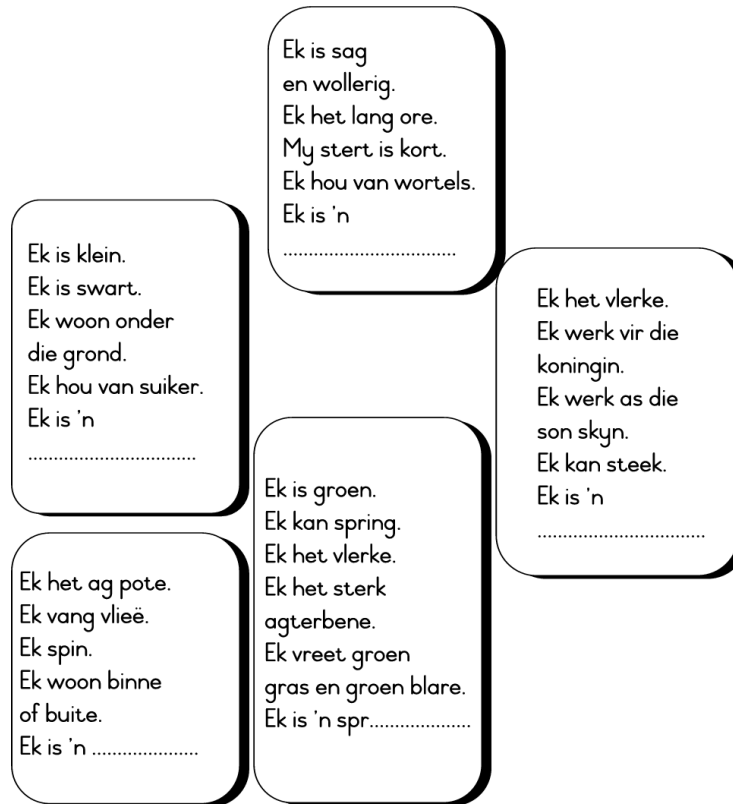 Ek is sag
en wollerig.
Ek het lang ore.
My stert is kort.
Ek hou van wortels.
Ek is 'n
.................................
Ek is klein.
Ek is swart.
Ek woon onder
die grond.
Ek hou van suiker.
Ek is 'n
................................
Ek het vlerke.
Ek werk vir die
koningin.
Ek werk as die
son skyn.
Ek kan steek.
Ek is 'n
................................
Ek het ag pote.
Ek vang vlieë.
Ek spin.
Ek woon binne
of buite.
Ek is 'n .....................
Ek is groen.
Ek kan spring.
Ek het vlerke.
Ek het sterk
agterbene.
Ek vreet groen
gras en groen blare.
Ek is 'n spr....................